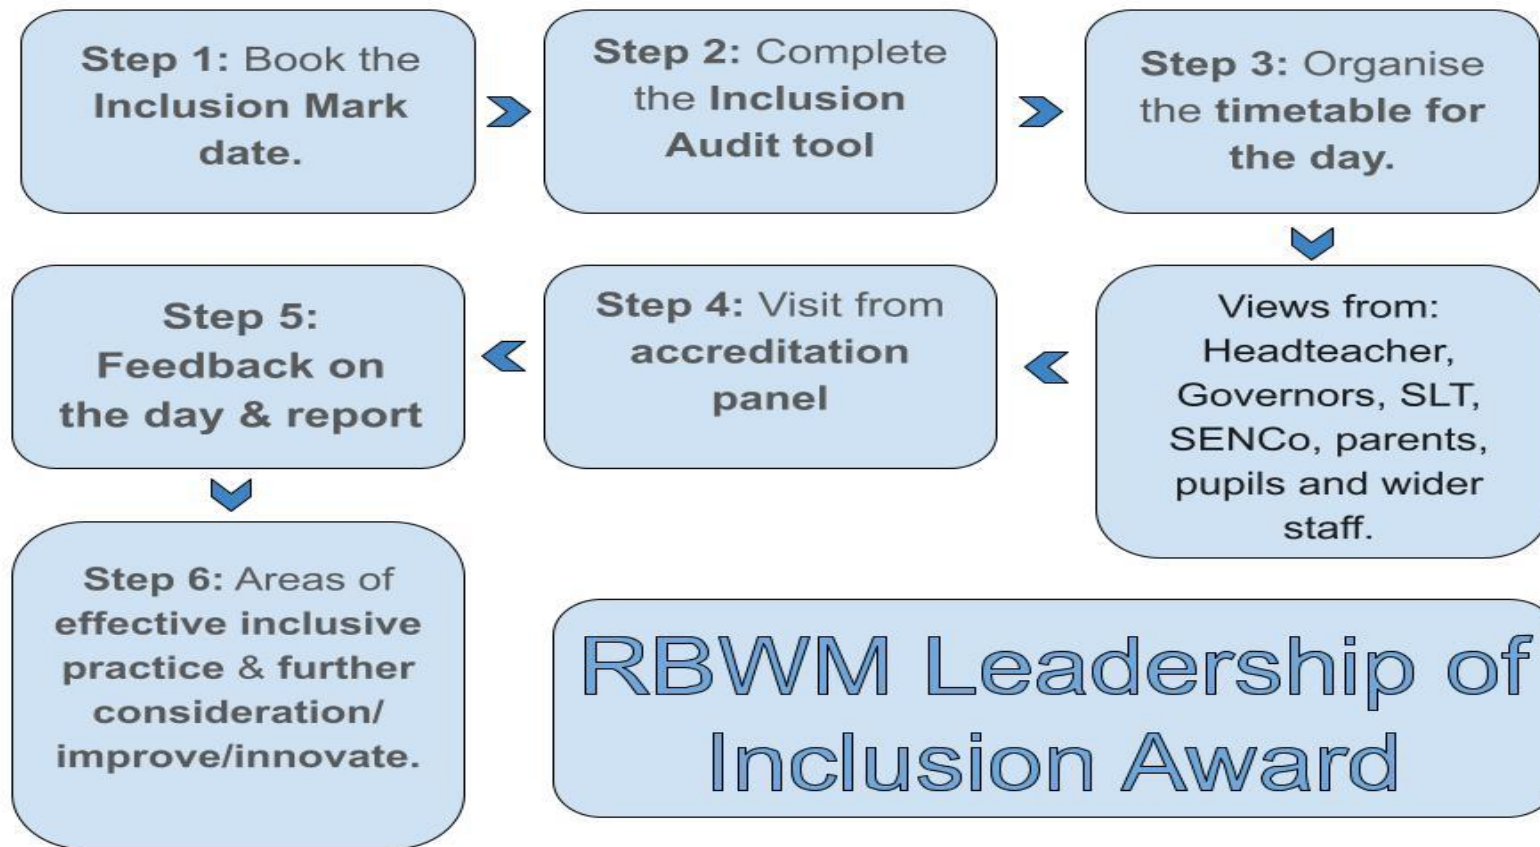 Step 1: Book the
Inclusion Mark
date.
Step 2: Complete
the Inclusion
Audit tool
Step 3: Organise
the timetable for
the day.
Views from:
Headteacher,
Governors, SLT,
SENCo, parents,
pupils and wider
staff.
Step 4: Visit from
accreditation
panel
Step 5:
Feedback on
the day & report
Step 6: Areas of
effective inclusive
practice & further
consideration/
improve/innovate.
RBWM Leadership of
Inclusion Award